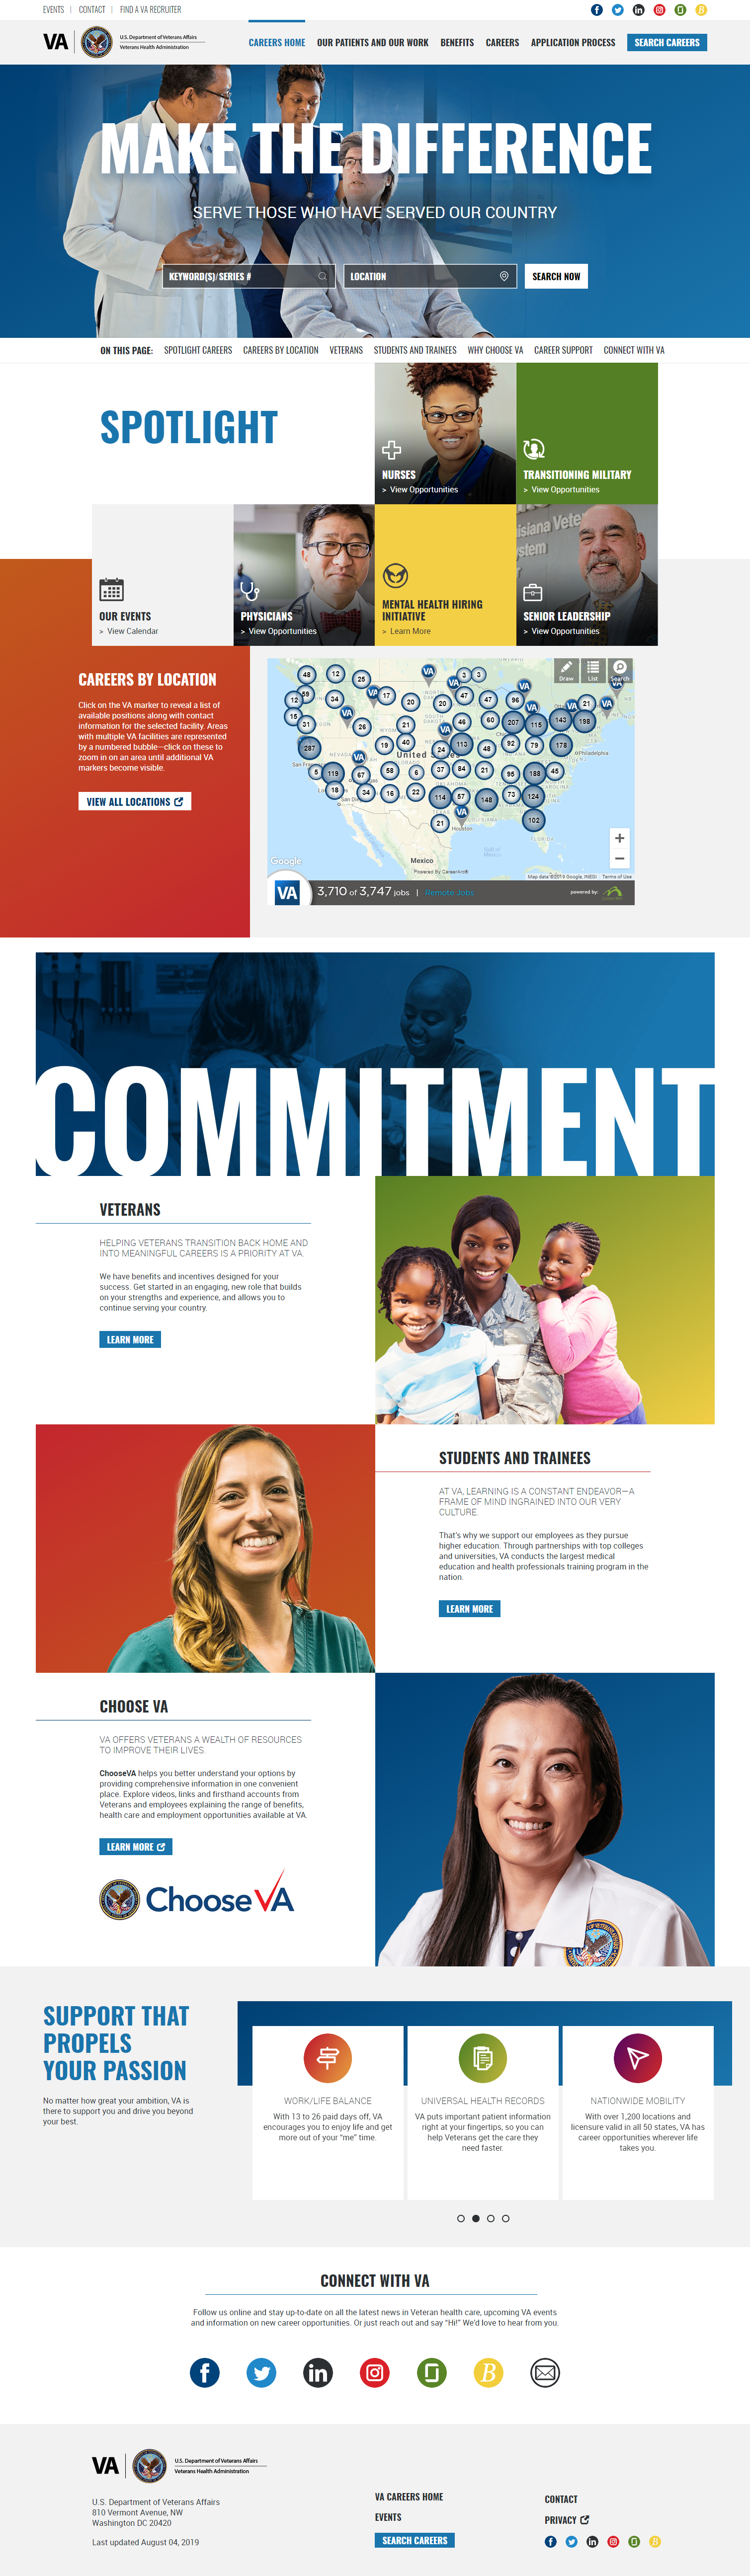 EVENTS | CONTACT | FIND A VA RECRUITER
VA
U.S. Department of Veterans Affairs
Veterans Health Administration
CAREERS HOME OUR PATIENTS AND OUR WORK BENEFITS CAREERS APPLICATION PROCESS SEARCH CAREERS
MAKE THE DIFFERENCE
SERVE THOSE WHO HAVE SERVED OUR COUNTRY
KEYWORD(S)/SERIES # LOCATION SEARCH NOW
ON THIS PAGE: SPOTLIGHT CAREERS CAREERS BY LOCATION VETERANS STUDENTS AND TRAINEES WHY CHOOSE VA CAREER SUPPORT CONNECT WITH VA
SPOTLIGHT
NURSES
> View Opportunities
TRANSITIONING MILITARY
> View Opportunities
OUR EVENTS
> View Calendar
PHYSICIANS
> View Opportunities
MENTAL HEALTH HIRING
INITIATIVE
> Learn More
SENIOR LEADERSHIP
> View Opportunities
CAREERS BY LOCATION
Click on the VA marker to reveal a list of
available positions along with contact
information for the selected facility. Areas
with multiple VA facilities are represented
by a numbered bubble—click on these to
zoom in on an area until additional VA
markers become visible.
VIEW ALL LOCATIONS
Draw List Search
Philadelphia
Houston
Mexico
Google
Powered By CareerArc®
Map data ©2019 Google, INEGI Terms of Use
VA 3,710 of 3,747 jobs | Remote Jobs powered by:
COMMITMENT
VETERANS
HELPING VETERANS TRANSITION BACK HOME AND
INTO MEANINGFUL CAREERS IS A PRIORITY AT VA.
We have benefits and incentives designed for your
success. Get started in an engaging, new role that builds
on your strengths and experience, and allows you to
continue serving your country.
LEARN MORE
STUDENTS AND TRAINEES
AT VA, LEARNING IS A CONSTANT ENDEAVOR—A
FRAME OF MIND INGRAINED INTO OUR VERY
CULTURE.
That's why we support our employees as they pursue
higher education. Through partnerships with top colleges
and universities, VA conducts the largest medical
education and health professionals training program in the
nation.
LEARN MORE
CHOOSE VA
VA OFFERS VETERANS A WEALTH OF RESOURCES
TO IMPROVE THEIR LIVES.
ChooseVA helps you better understand your options by
providing comprehensive information in one convenient
place. Explore videos, links and firsthand accounts from
Veterans and employees explaining the range of benefits,
health care and employment opportunities available at VA.
LEARN MORE
Choose VA
SUPPORT THAT
PROPELS
YOUR PASSION
No matter how great your ambition, VA is
there to support you and drive you beyond
your best.
WORK/LIFE BALANCE
With 13 to 26 paid days off, VA
encourages you to enjoy life and get
more out of your "me" time.
UNIVERSAL HEALTH RECORDS
VA puts important patient information
right at your fingertips, so you can
help Veterans get the care they
need faster.
NATIONWIDE MOBILITY
With over 1,200 locations and
licensure valid in all 50 states, VA has
career opportunities wherever life
takes you.
CONNECT WITH VA
Follow us online and stay up-to-date on all the latest news in Veteran health care, upcoming VA events
and information on new career opportunities. Or just reach out and say "Hi!" We'd love to hear from you.
VA
U.S. Department of Veterans Affairs
Veterans Health Administration
U.S. Department of Veterans Affairs
810 Vermont Avenue, NW
Washington DC 20420
Last updated August 04, 2019
VA CAREERS HOME
EVENTS
SEARCH CAREERS
CONTACT
PRIVACY